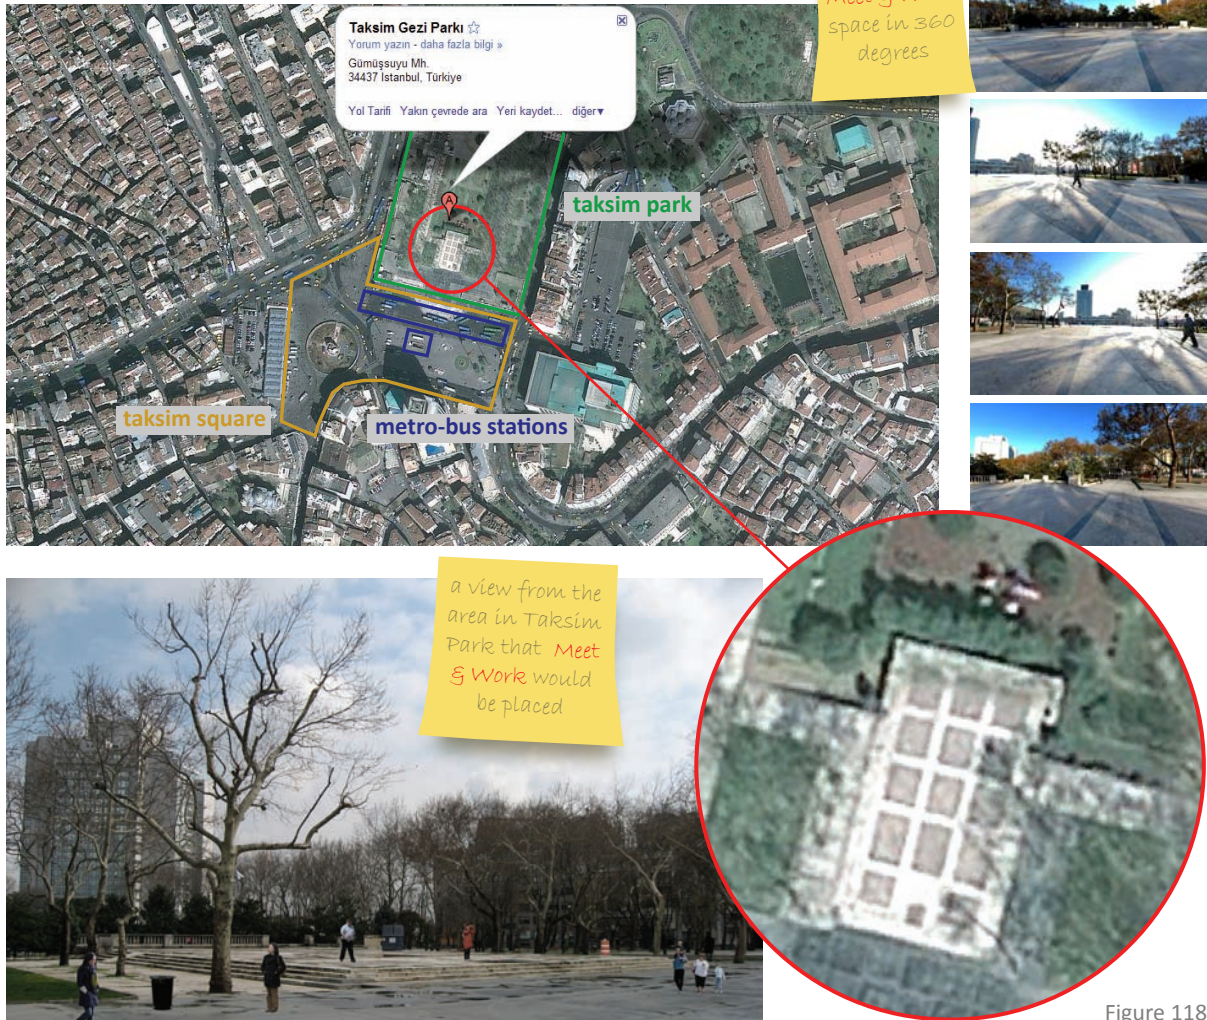 Taksim Gezi Parkı
Yorum yazın - daha fazla bilgi »
Gümüşsuyu Mh.
34437 İstanbul, Türkiye
Yol Tarifi Yakın çevrede ara Yeri kaydet... diğer▼
A
space in 360
degrees
taksim park
taksim square
metro-bus stations
a view from the
area in Taksim
Park that Meet
& Work would
be placed
Figure 118